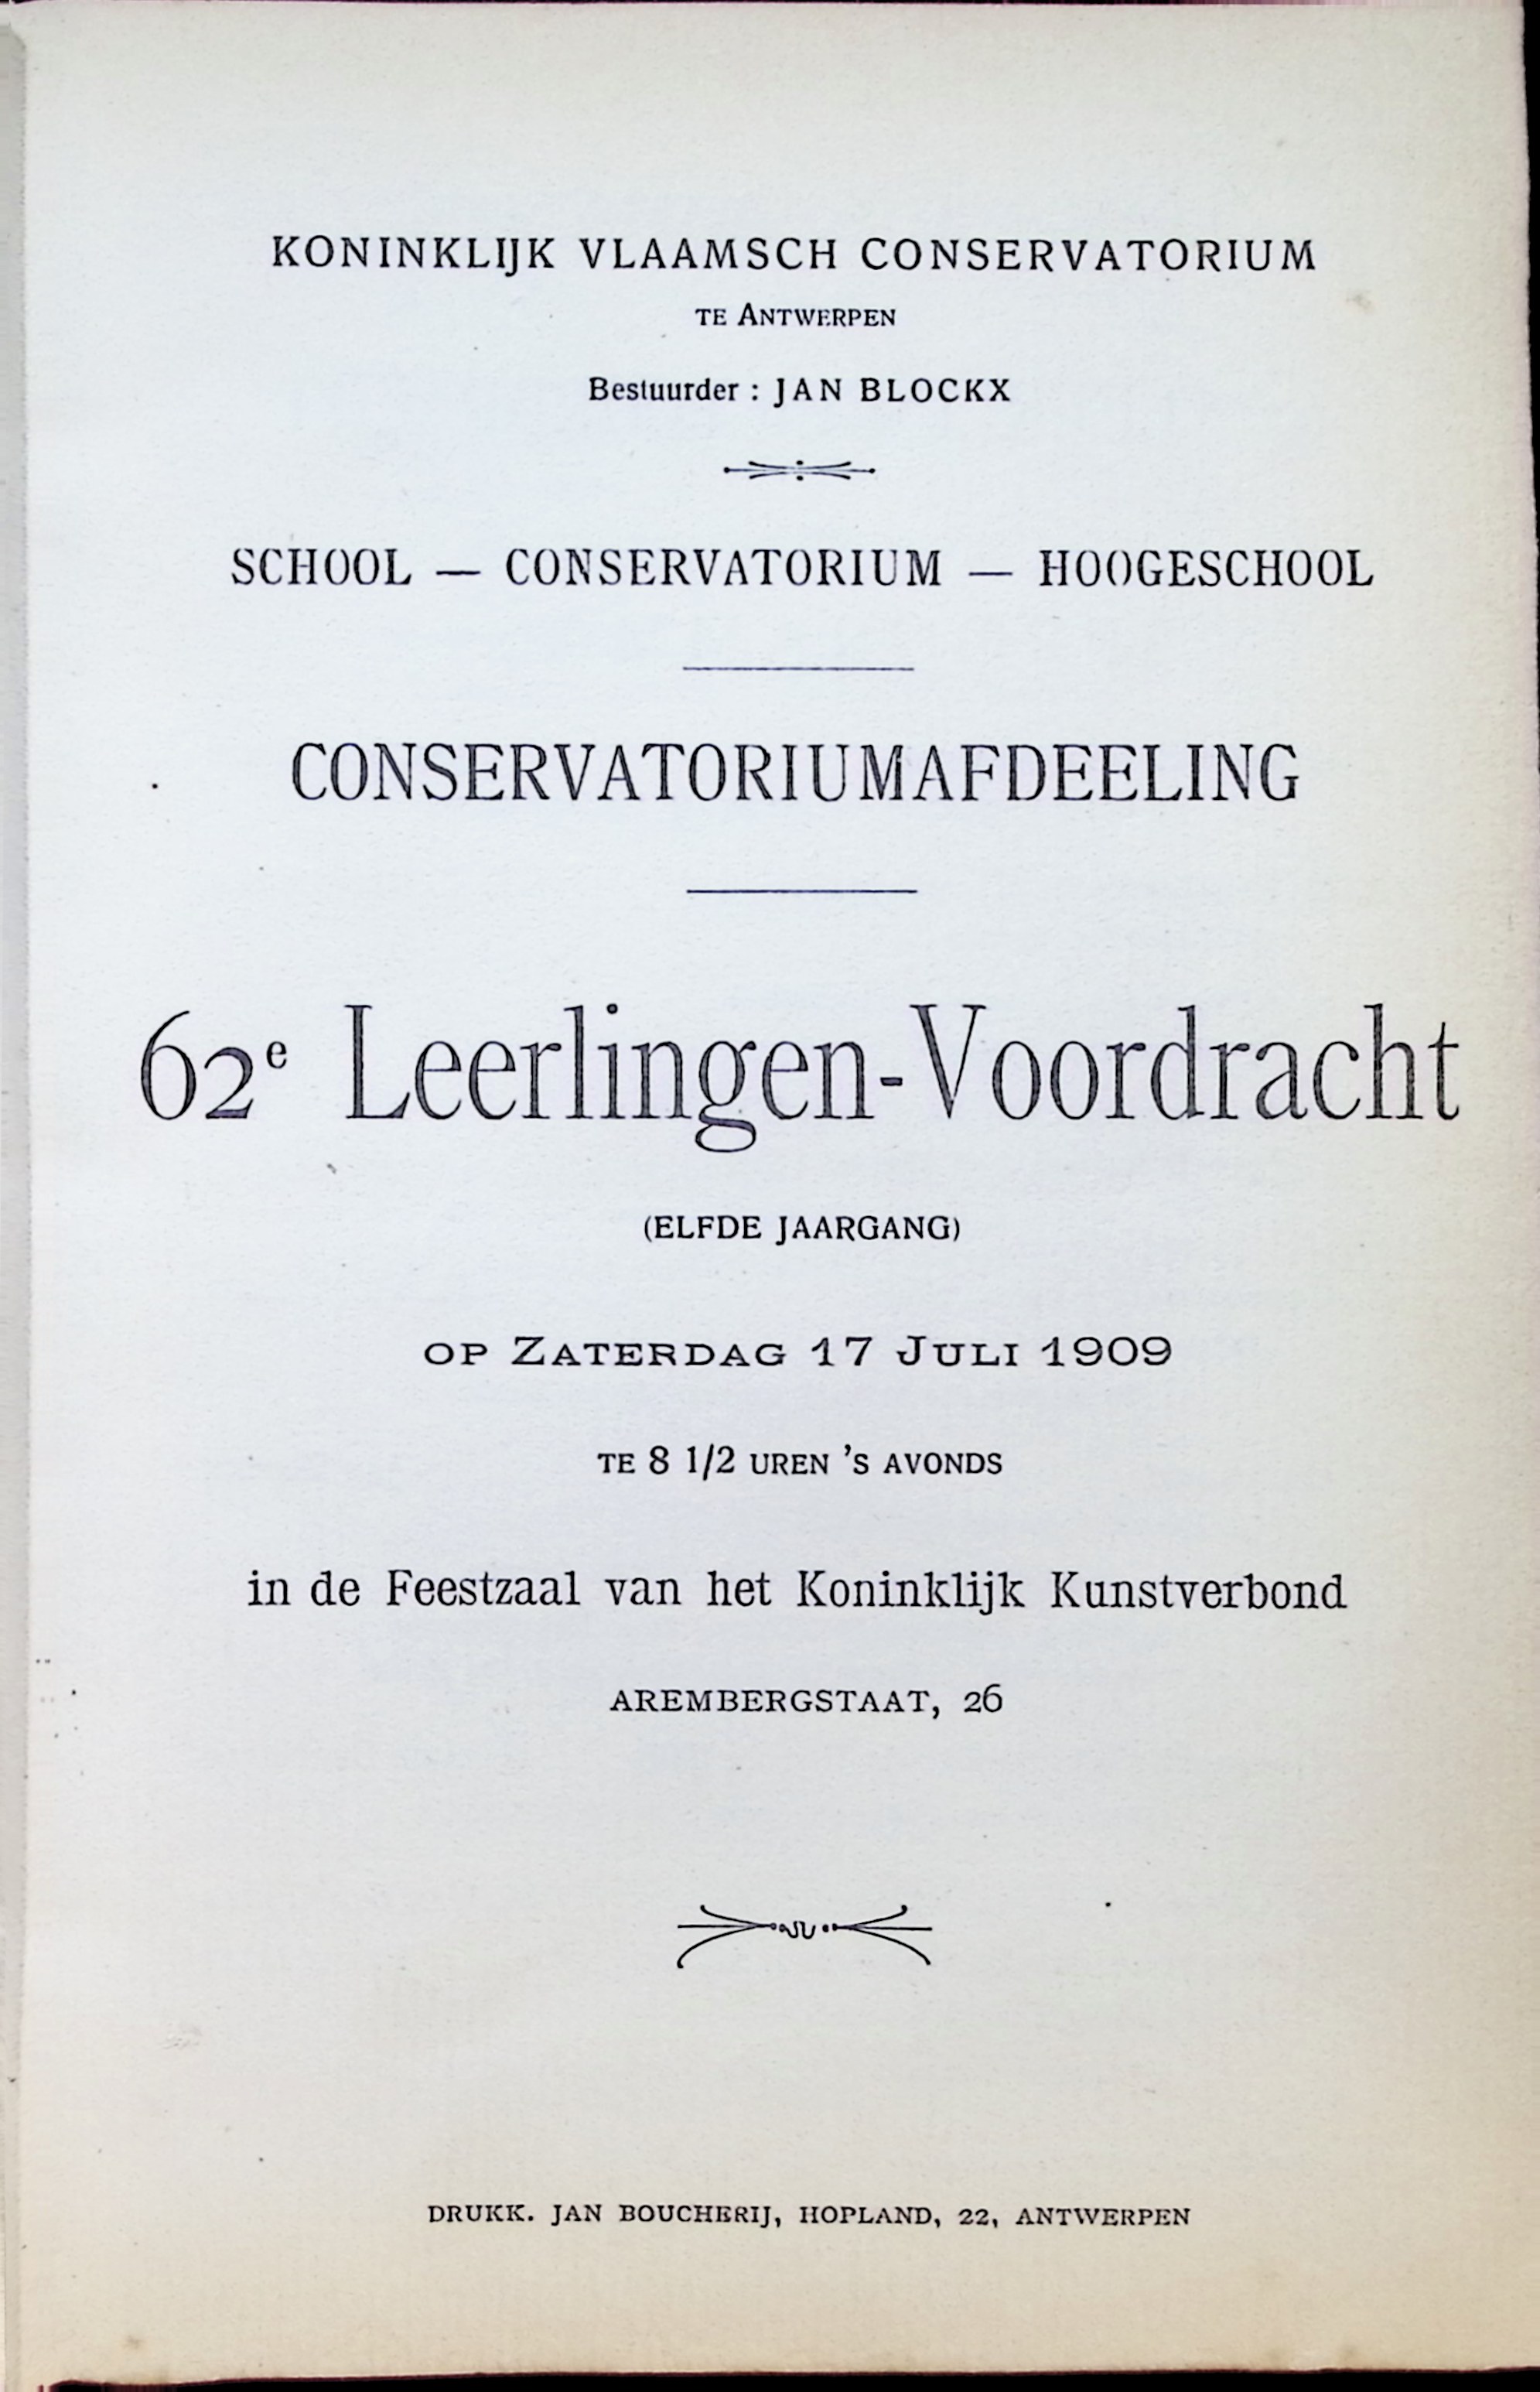 KONINKLIJK VLAAMSCH CONSERVATORIUM
TE ANTWERPEN
Bestuurder : JAN BLOCKX
SCHOOL — CONSERVATORIUM — HOOGESCHOOL
CONSERVATORIUMAFDEELING
62e Leerlingen-Voordracht
(ELFDE JAARGANG)
OP ZATERDAG 17 JULI 1909
TE 8 1/2 UREN 'S AVONDS
in de Feestzaal van het Koninklijk Kunstverbond
AREMBERGSTAAT, 26
DRUKK. JAN BOUCHERIJ, HOPLAND, 22, ANTWERPEN